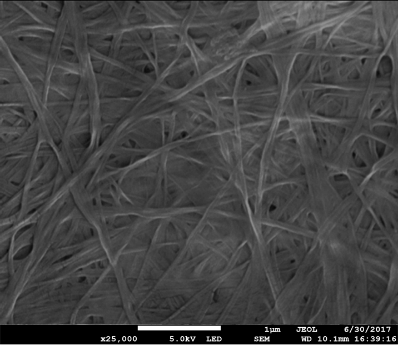 1µm JEOL 6/30/2017
x25,000 5.0kV LED SEM WD 10.1mm 16:39:16